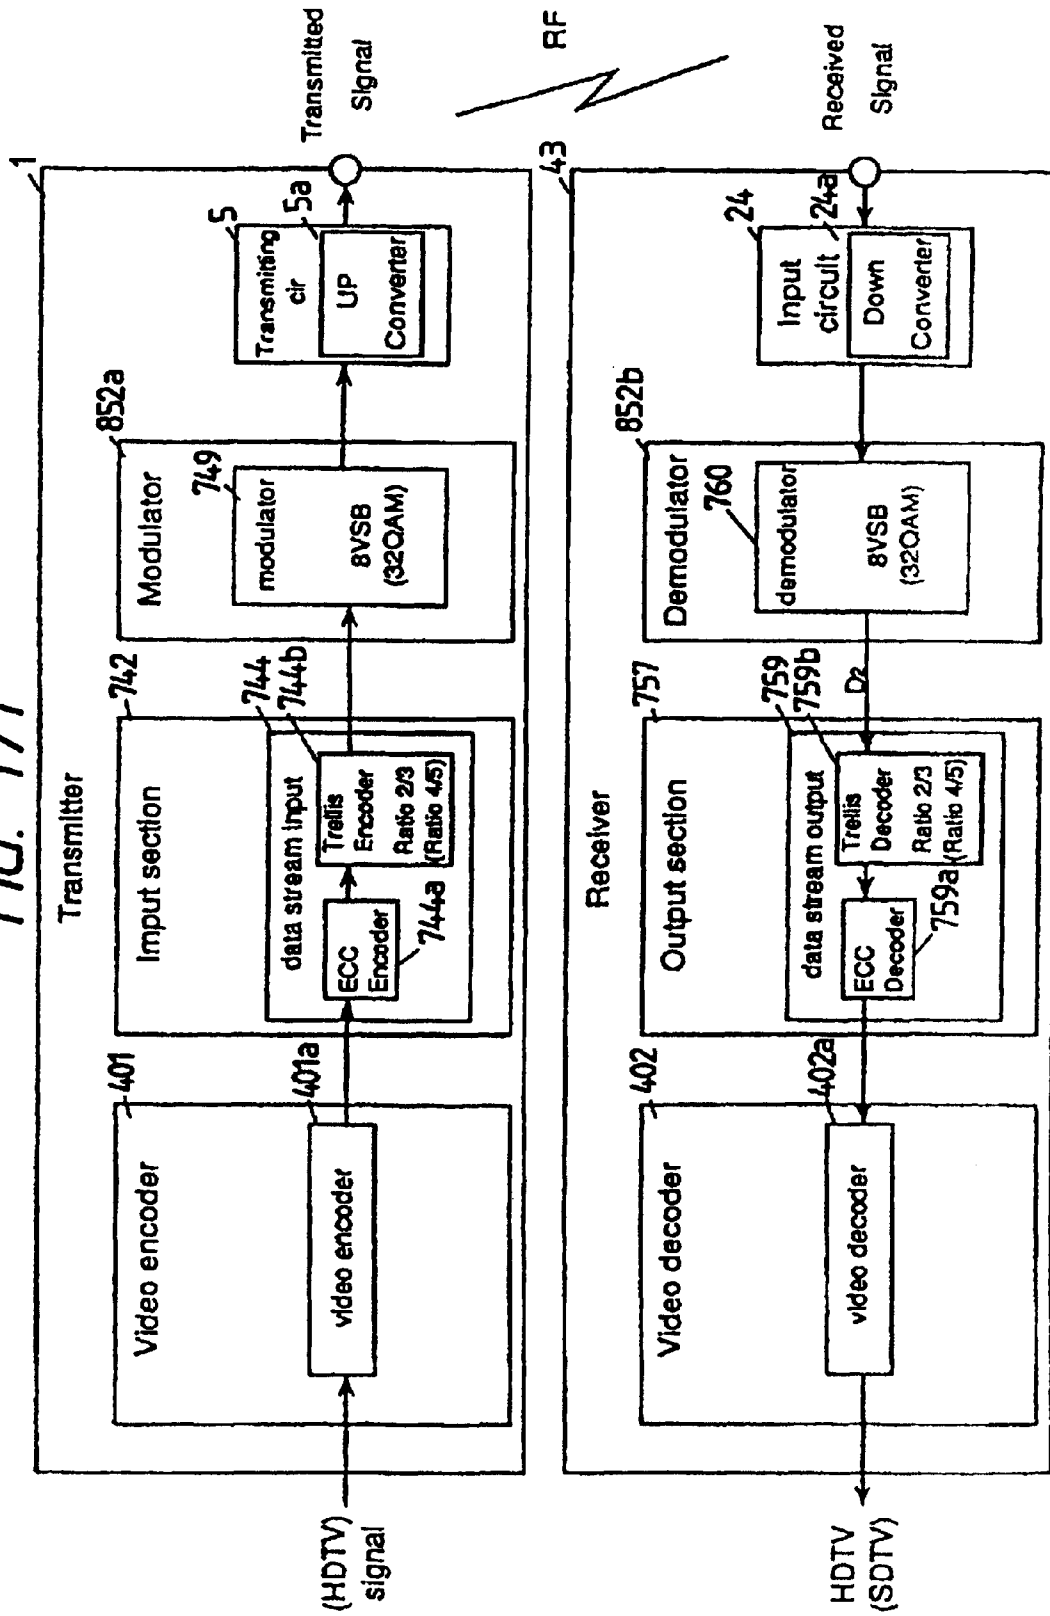 Transmitter
1
(HDTV)
signal
Video encoder
401
video encoder
401a
Imput section
742
data stream input
744
744b
ECC
Encoder
744a
Trellis
Encoder
Ratio 2/3
(Ratio 4/5)
Modulator
852a
modulator
749
8VSB
(32QAM)
Transmitting
cir
5
5a
UP
Converter
Transmitted
Signal
RF
Receiver
43
HDTV
(SDTV)
Video decoder
402
video decoder
402a
Output section
757
data stream output
759
759b
ECC
Decoder
759a
Trellis
Decoder
Ratio 2/3
(Ratio 4/5)
D2
Demodulator
852b
demodulator
760
8VSB
(32QAM)
Input
circuit
24
24a
Down
Converter
Received
Signal